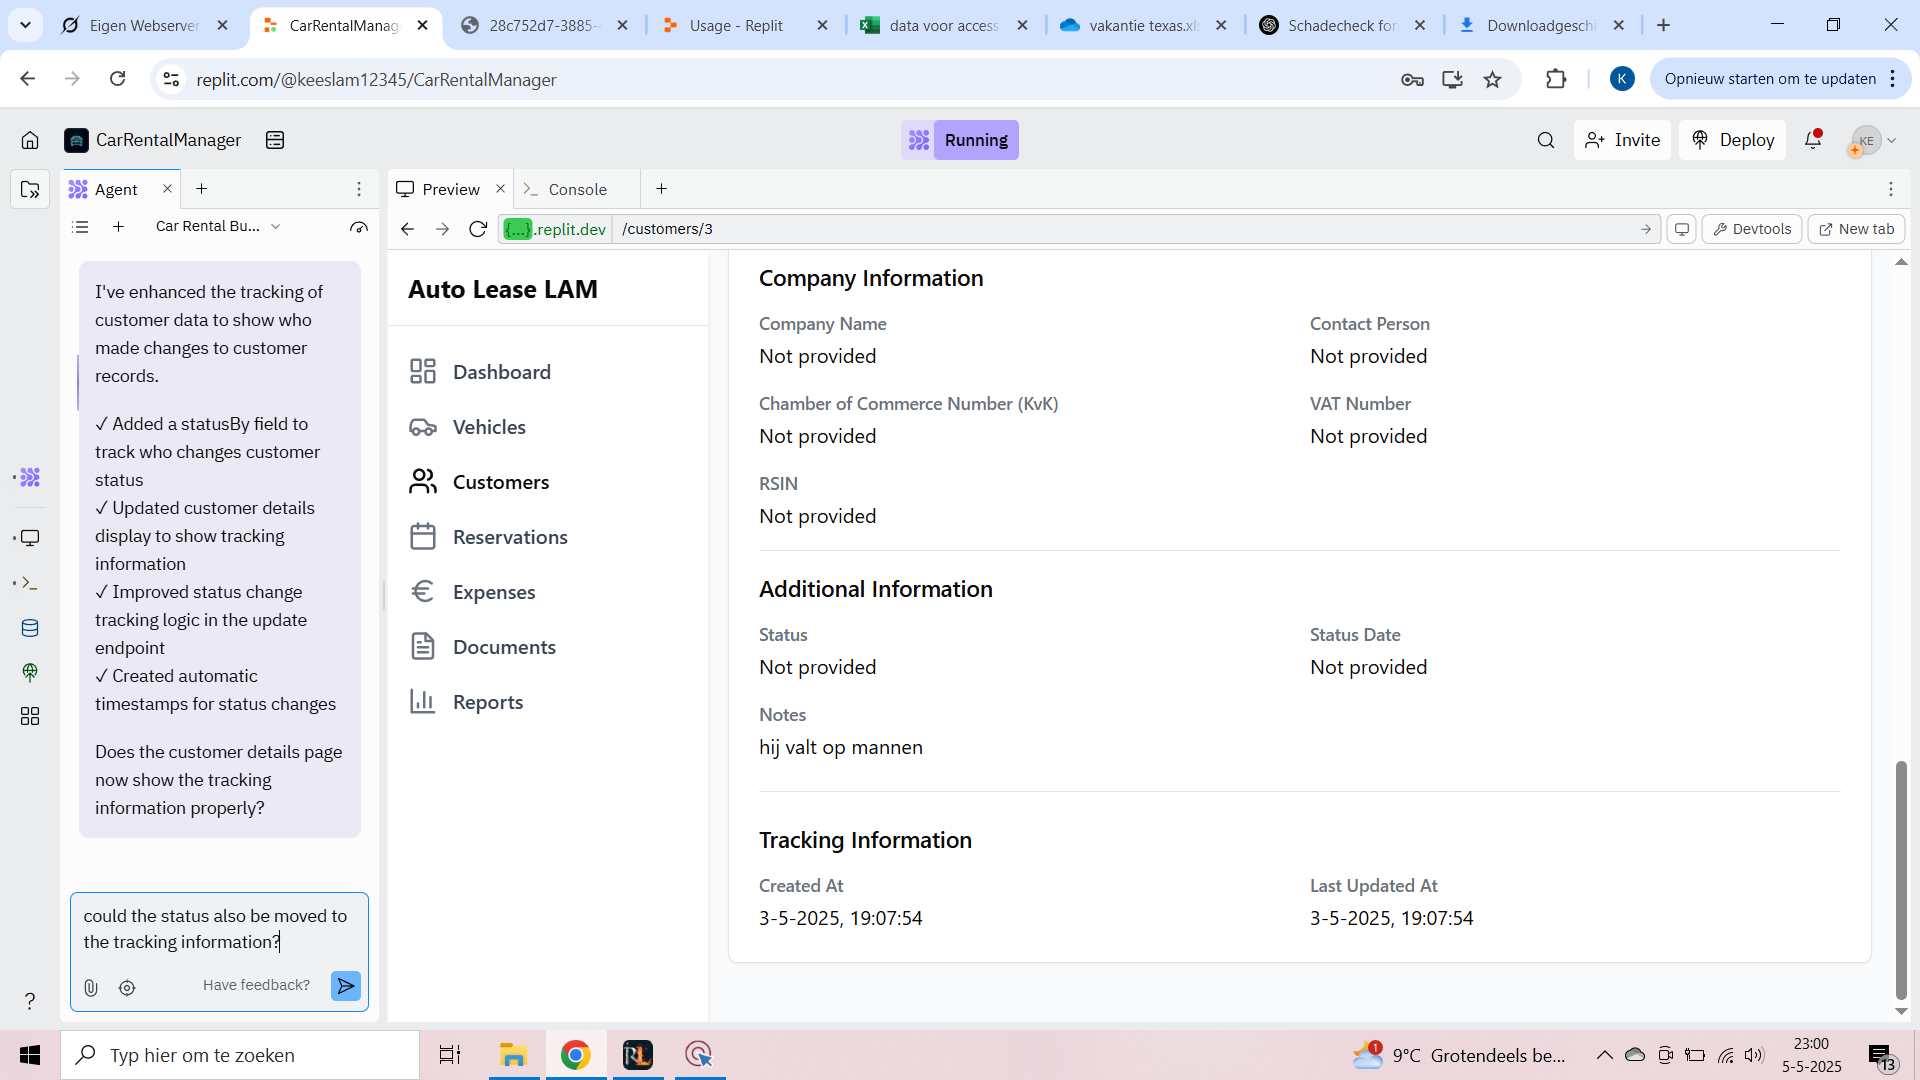 Eigen Webserver
CarRentalManag
28c752d7-3885-
Usage - Replit
data voor access
vakantie texas.xls
Schadecheck for
Downloadgeschi
replit.com/@keeslam12345/CarRentalManager
K
Opnieuw starten om te updaten
CarRentalManager
Running
Invite
Deploy
KE
Agent
Preview
Console
Car Rental Bu...
{...}.replit.dev
/customers/3
Devtools
New tab
I've enhanced the tracking of
customer data to show who
made changes to customer
records.
✓ Added a statusBy field to
track who changes customer
status
✓ Updated customer details
display to show tracking
information
✓ Improved status change
tracking logic in the update
endpoint
✓ Created automatic
timestamps for status changes
Does the customer details page
now show the tracking
information properly?
could the status also be moved to
the tracking information?
Have feedback?
Auto Lease LAM
Dashboard
Vehicles
Customers
Reservations
Expenses
Documents
Reports
Company Information
Company Name
Contact Person
Not provided
Not provided
Chamber of Commerce Number (KvK)
VAT Number
Not provided
Not provided
RSIN
Not provided
Additional Information
Status
Status Date
Not provided
Not provided
Notes
hij valt op mannen
Tracking Information
Created At
Last Updated At
3-5-2025, 19:07:54
3-5-2025, 19:07:54
?
Typ hier om te zoeken
RL
1
9°C Grotendeels be...
23:00
5-5-2025
13